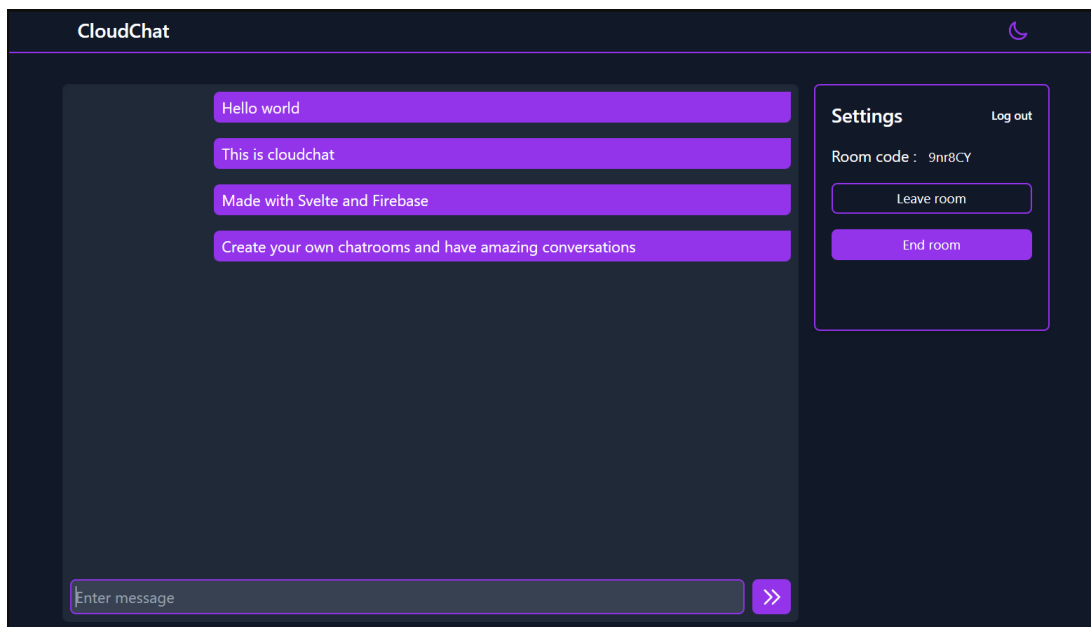 CloudChat
Hello world
This is cloudchat
Made with Svelte and Firebase
Create your own chatrooms and have amazing conversations
Enter message
Settings
Log out
Room code : 9nr8CY
Leave room
End room